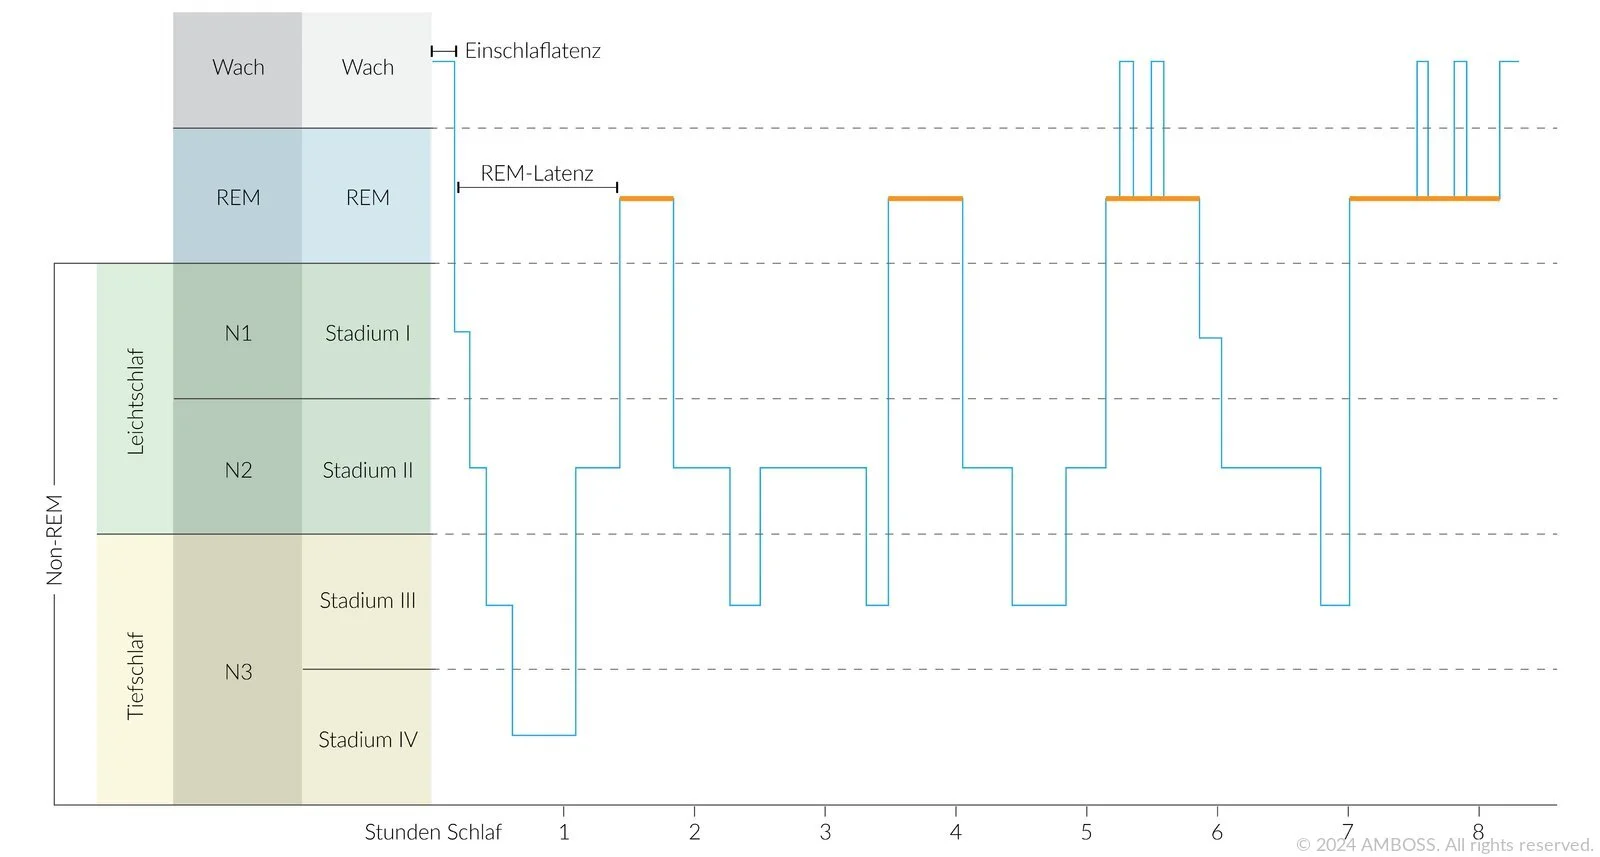 Wach
Wach
Einschlaflatenz
REM
REM
REM-Latenz
Non-REM
Leichtschlaf
N1
Stadium I
N2
Stadium II
Tiefschlaf
N3
Stadium III
Stadium IV
Stunden Schlaf 1 2 3 4 5 6 7 8
© 2024 AMBOSS. All rights reserved.